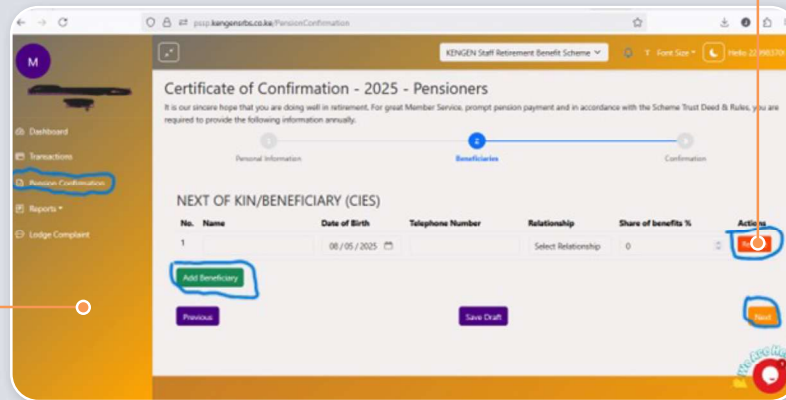 pssp.kengensrbs.co.ke/PensionConfirmation
M
KENGEN Staff Retirement Benefit Scheme
T Font Size
Hello
Certificate of Confirmation - 2025 - Pensioners
It is our sincere hope that you are doing well in retirement. For great Member Service, prompt pension payment and in accordance with the Scheme Trust Deed & Rules, you are
required to provide the following information annually.
Dashboard
Transactions
Pension Confirmation
Reports
Lodge Complaint
Personal Information
2
Beneficiaries
Confirmation
NEXT OF KIN/BENEFICIARY (CIES)
No. Name Date of Birth Telephone Number Relationship Share of benefits % Actions
1 08/05/2025 Select Relationship 0
Add Beneficiary
Previous Save Draft Next
We Are He